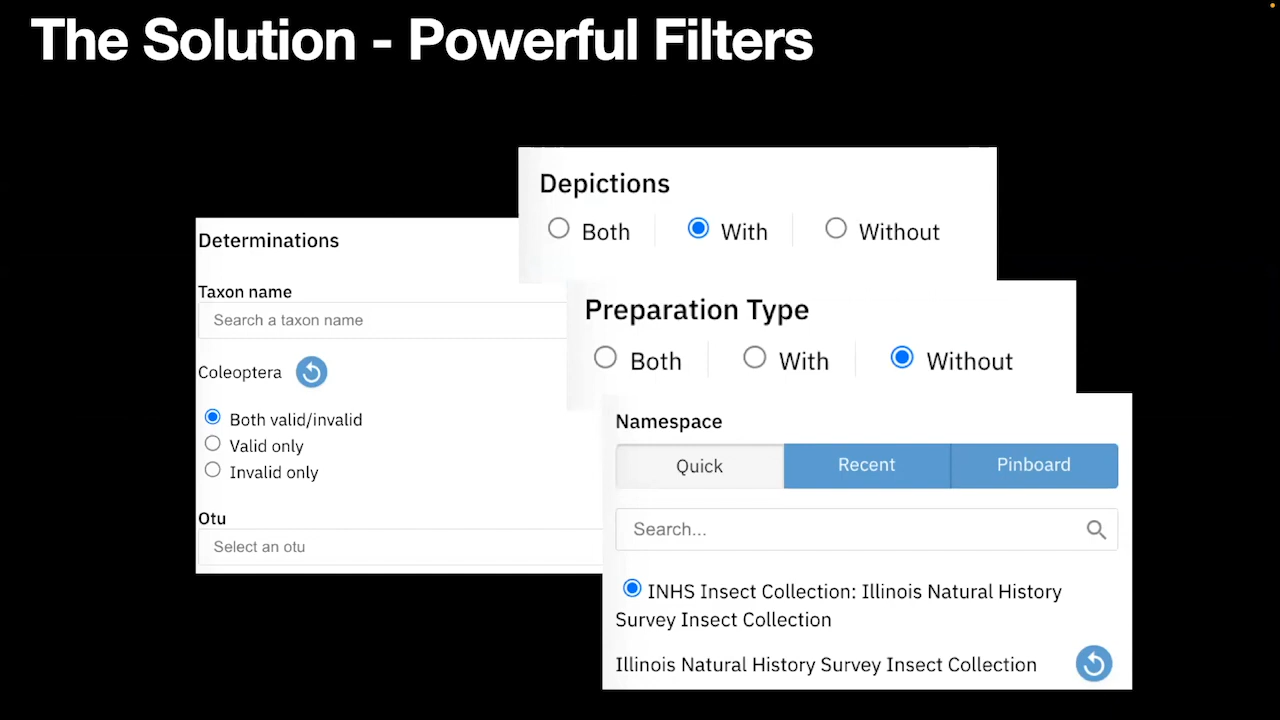 The Solution - Powerful Filters
Depictions
Both
With
Without
Determinations
Taxon name
Search a taxon name
Coleoptera
Both valid/invalid
Valid only
Invalid only
Otu
Select an otu
Preparation Type
Both
With
Without
Namespace
Quick
Recent
Pinboard
Search...
INHS Insect Collection: Illinois Natural History
Survey Insect Collection
Illinois Natural History Survey Insect Collection